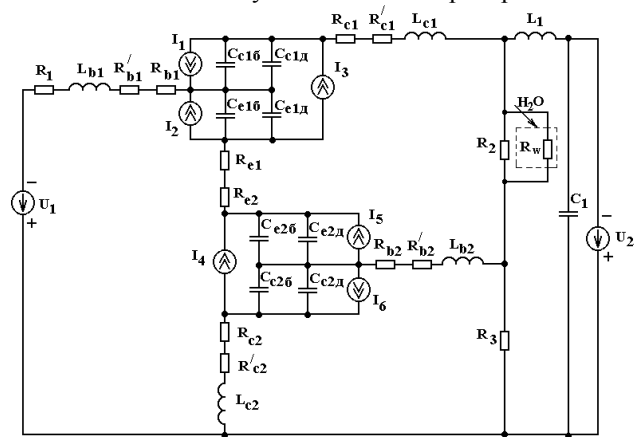 R1
Lb1
R/b1
Rb1
I1
I2
Cc1б
Cc1д
Ce1б
Ce1д
I3
Rc1
R/c1
Lc1
L1
H2O
R2
Rw
C1
U1
U2
Re1
Re2
I4
Ce2б
Ce2д
I5
Cc2б
Cc2д
I6
Rb2
R/b2
Lb2
R3
Rc2
R/c2
Lc2